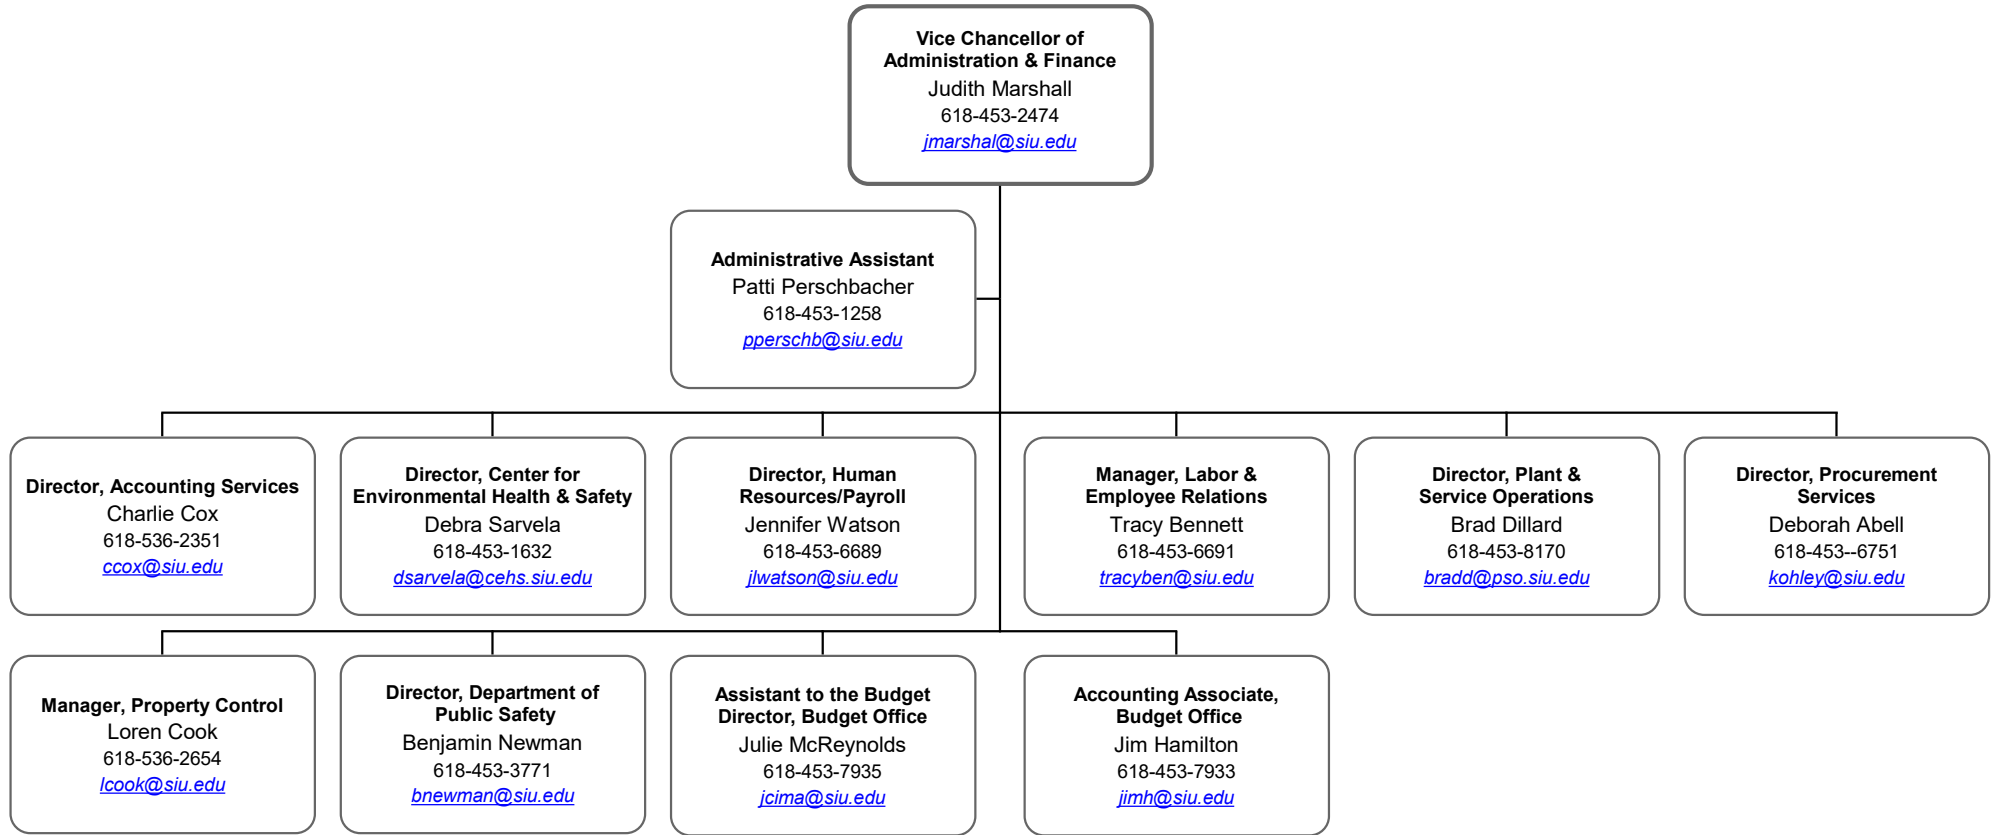 Vice Chancellor of
Administration & Finance
Judith Marshall
618-453-2474
jmarshal@siu.edu
Administrative Assistant
Patti Perschbacher
618-453-1258
pperschb@siu.edu
Director, Accounting Services
Charlie Cox
618-536-2351
ccox@siu.edu
Director, Center for
Environmental Health & Safety
Debra Sarvela
618-453-1632
dsarvela@cehs.siu.edu
Director, Human
Resources/Payroll
Jennifer Watson
618-453-6689
jlwatson@siu.edu
Manager, Labor &
Employee Relations
Tracy Bennett
618-453-6691
tracyben@siu.edu
Director, Plant &
Service Operations
Brad Dillard
618-453-8170
bradd@pso.siu.edu
Director, Procurement
Services
Deborah Abell
618-453--6751
kohley@siu.edu
Manager, Property Control
Loren Cook
618-536-2654
lcook@siu.edu
Director, Department of
Public Safety
Benjamin Newman
618-453-3771
bnewman@siu.edu
Assistant to the Budget
Director, Budget Office
Julie McReynolds
618-453-7935
jcima@siu.edu
Accounting Associate,
Budget Office
Jim Hamilton
618-453-7933
jimh@siu.edu